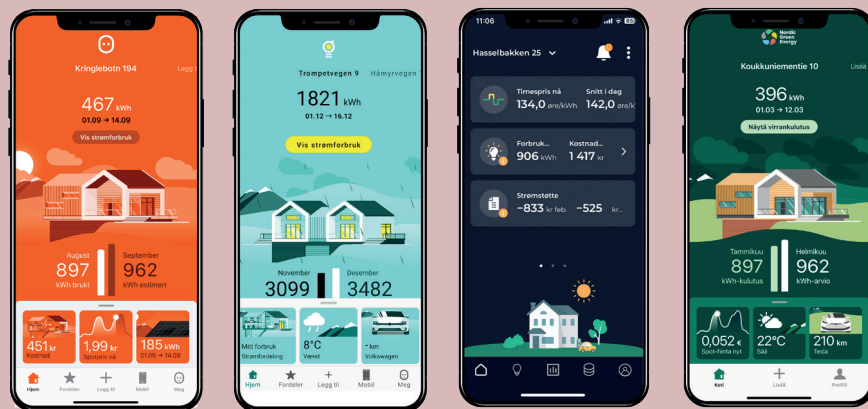 Kringlebotn 194
Legg t
467 kWh
01.09 → 14.09
Vis strømforbruk
August
897
kWh brukt
September
962
kWh estimert
451 kr
Kostnad
1,99 kr
Spotpris nå
185 kWh
01.09 → 14.09
Hjem
Fordeler
Legg til
Mobil
Meg
Trompetvegen 9
Håmyrvegen
1821 kWh
01.12 → 16.12
Vis strømforbruk
November
3099
Desember
3482
Mitt forbruk
Strømfordeling
8°C
Været
- km
Volkswagen
Hjem
Fordeler
Legg til
Mobil
Meg
11:06
85
Hasselbakken 25
Timespris nå
134,0 øre/kWh
Snitt i dag
142,0 øre/k
Forbruk...
906 kWh
Kostnad...
1 417 kr
Strømstøtte
-833 kr feb.
-525 kr...
Nordic
Green
Energy
Koukkuniementie 10
Lisää
396 kWh
01.03 → 12.03
Näytä virrankulutus
Tammikuu
897
kWh-kulutus
Helmikuu
962
kWh-arvio
0,052 €
Spot-hinta nyt
22°C
Sää
210 km
Tesla
Koti
Lisää
Profiili